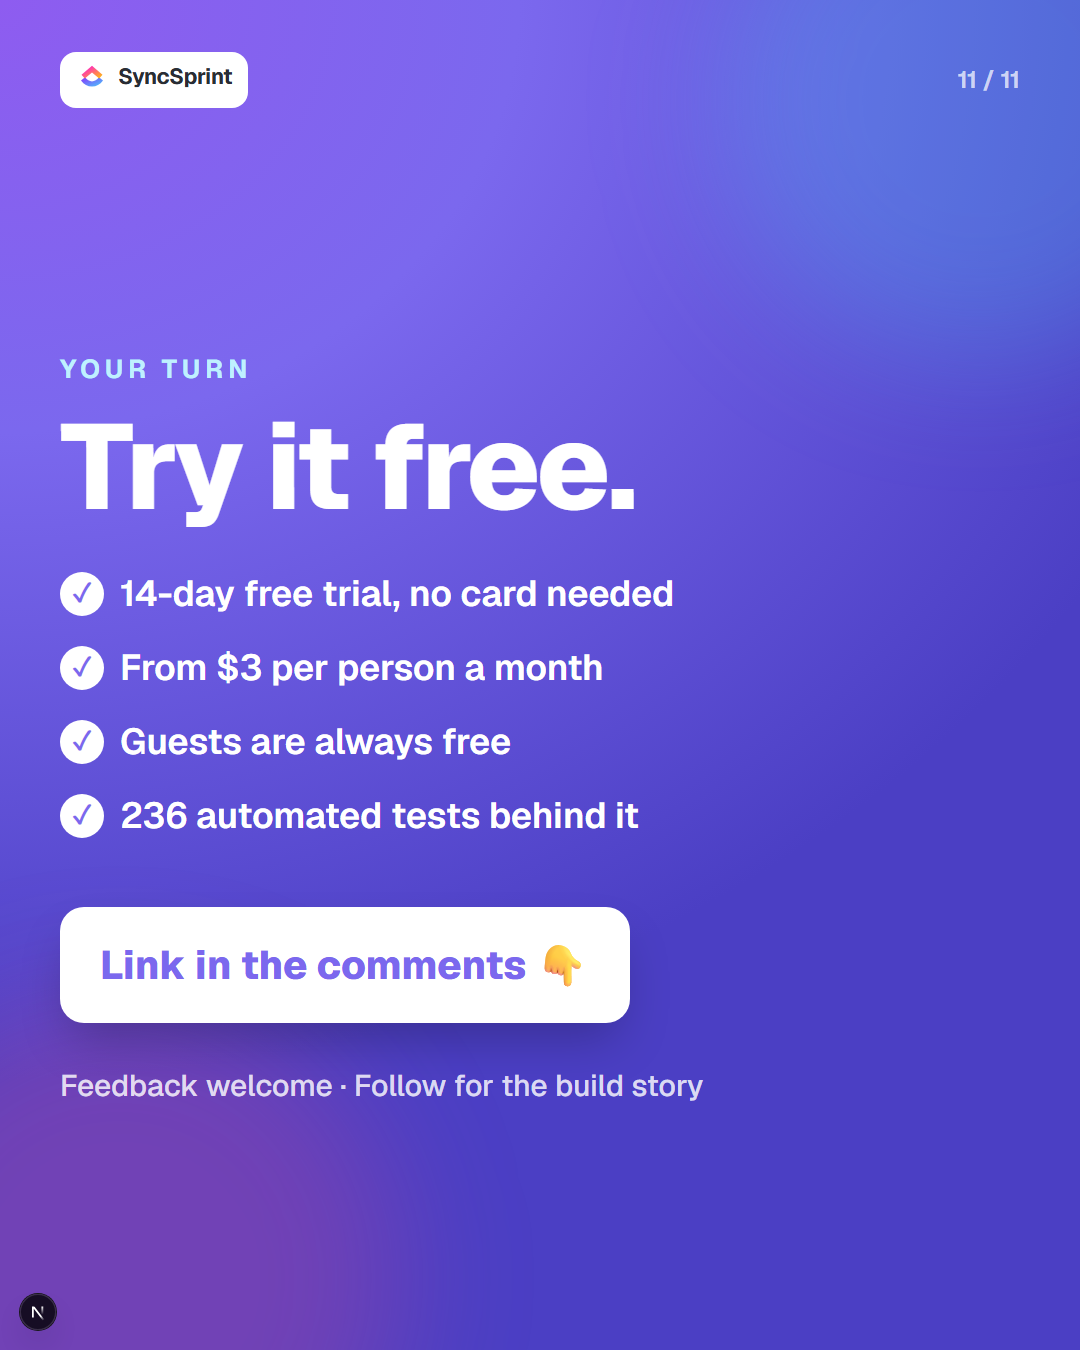 SyncSprint
11 / 11
YOUR TURN
Try it free.
✓ 14-day free trial, no card needed
✓ From $3 per person a month
✓ Guests are always free
✓ 236 automated tests behind it
Link in the comments 👇
Feedback welcome · Follow for the build story
N